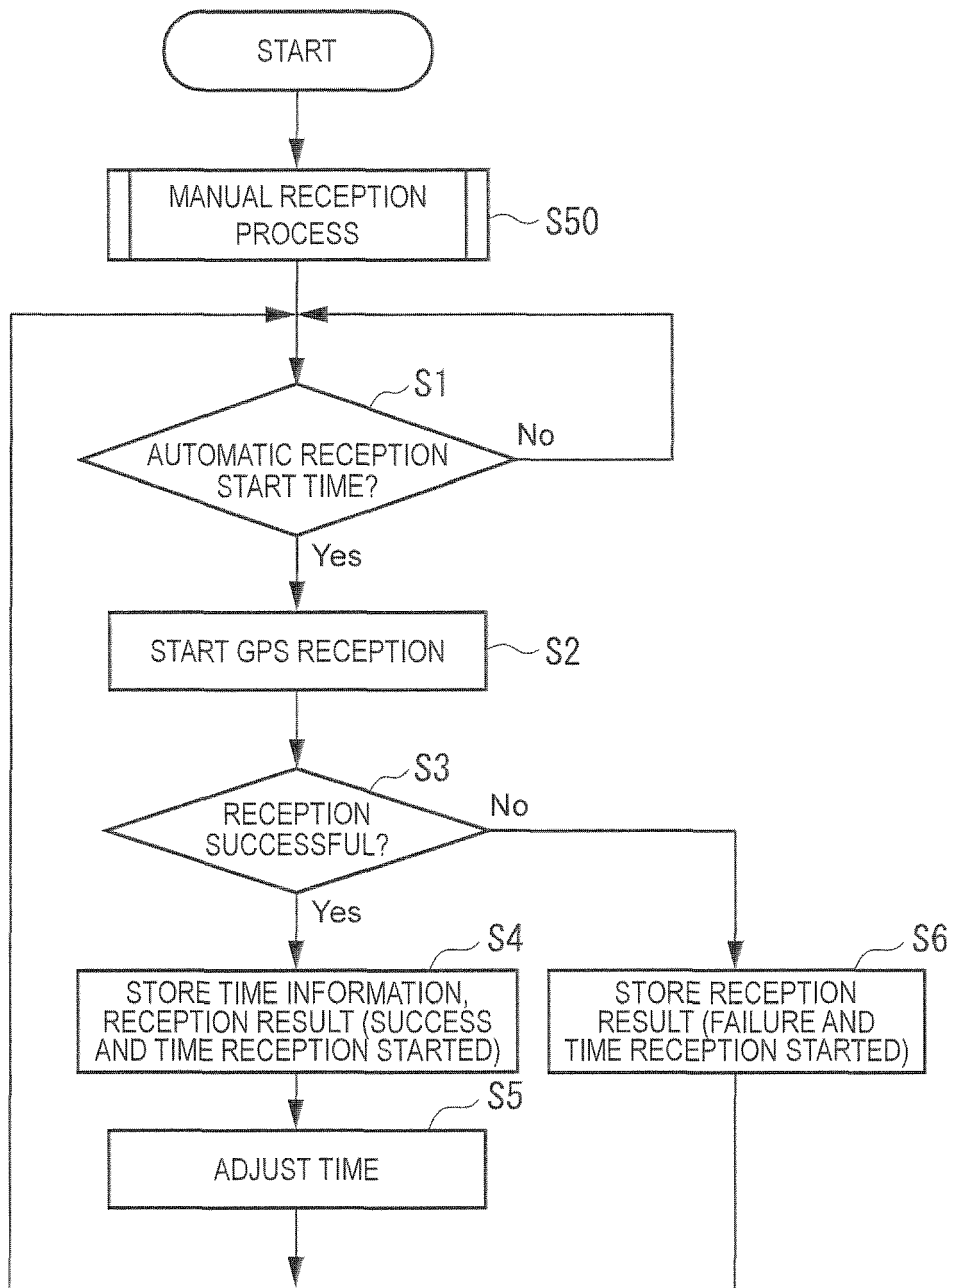 START
MANUAL RECEPTION
PROCESS
S50
S1
AUTOMATIC RECEPTION
START TIME?
No
Yes
START GPS RECEPTION
S2
S3
RECEPTION
SUCCESSFUL?
No
Yes
S4
STORE TIME INFORMATION,
RECEPTION RESULT (SUCCESS
AND TIME RECEPTION STARTED)
S6
STORE RECEPTION
RESULT (FAILURE AND
TIME RECEPTION STARTED)
S5
ADJUST TIME